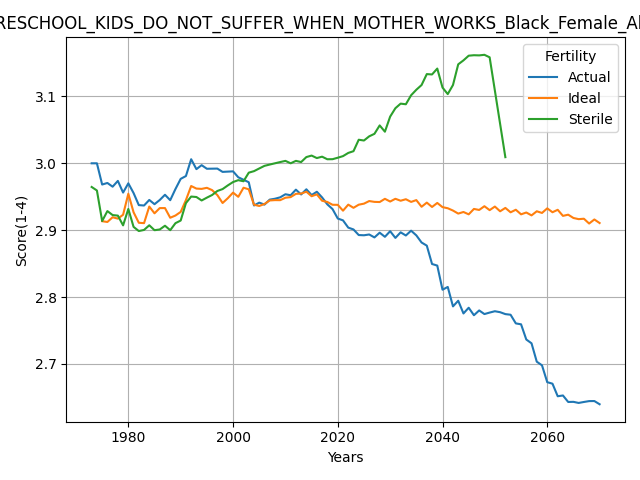 RESCHOOL_KIDS_DO_NOT_SUFFER_WHEN_MOTHER_WORKS_Black_Female_Al
Fertility
Actual
Ideal
Sterile
Score(1-4)
3.1
3.0
2.9
2.8
2.7
1980 2000 2020 2040 2060
Years